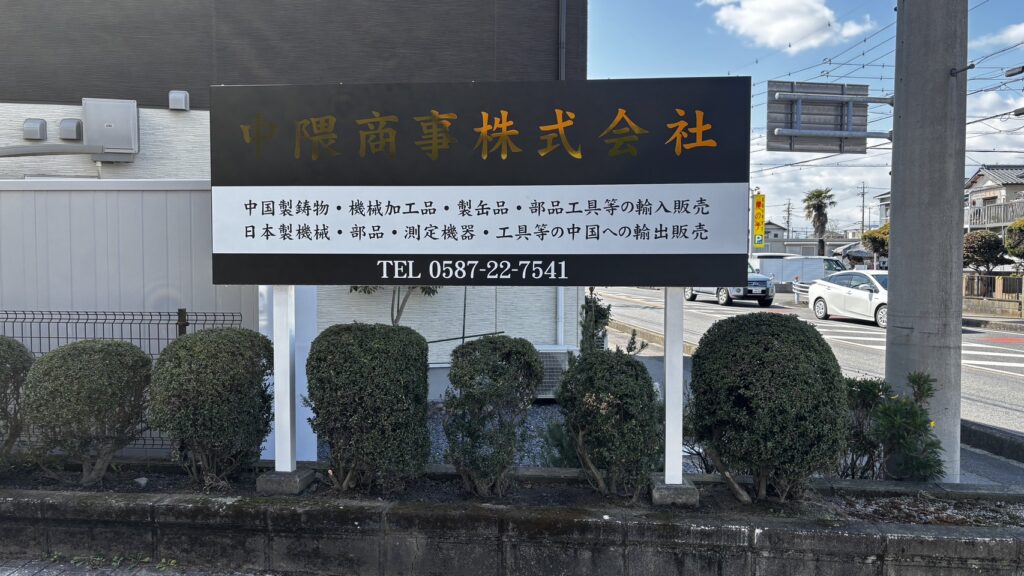 中隈商事株式会社
中国製鋳物・機械加工品・製缶品・部品工具等の輸入販売
日本製機械・部品・測定機器・工具等の中国への輸出販売
TEL 0587-22-7541